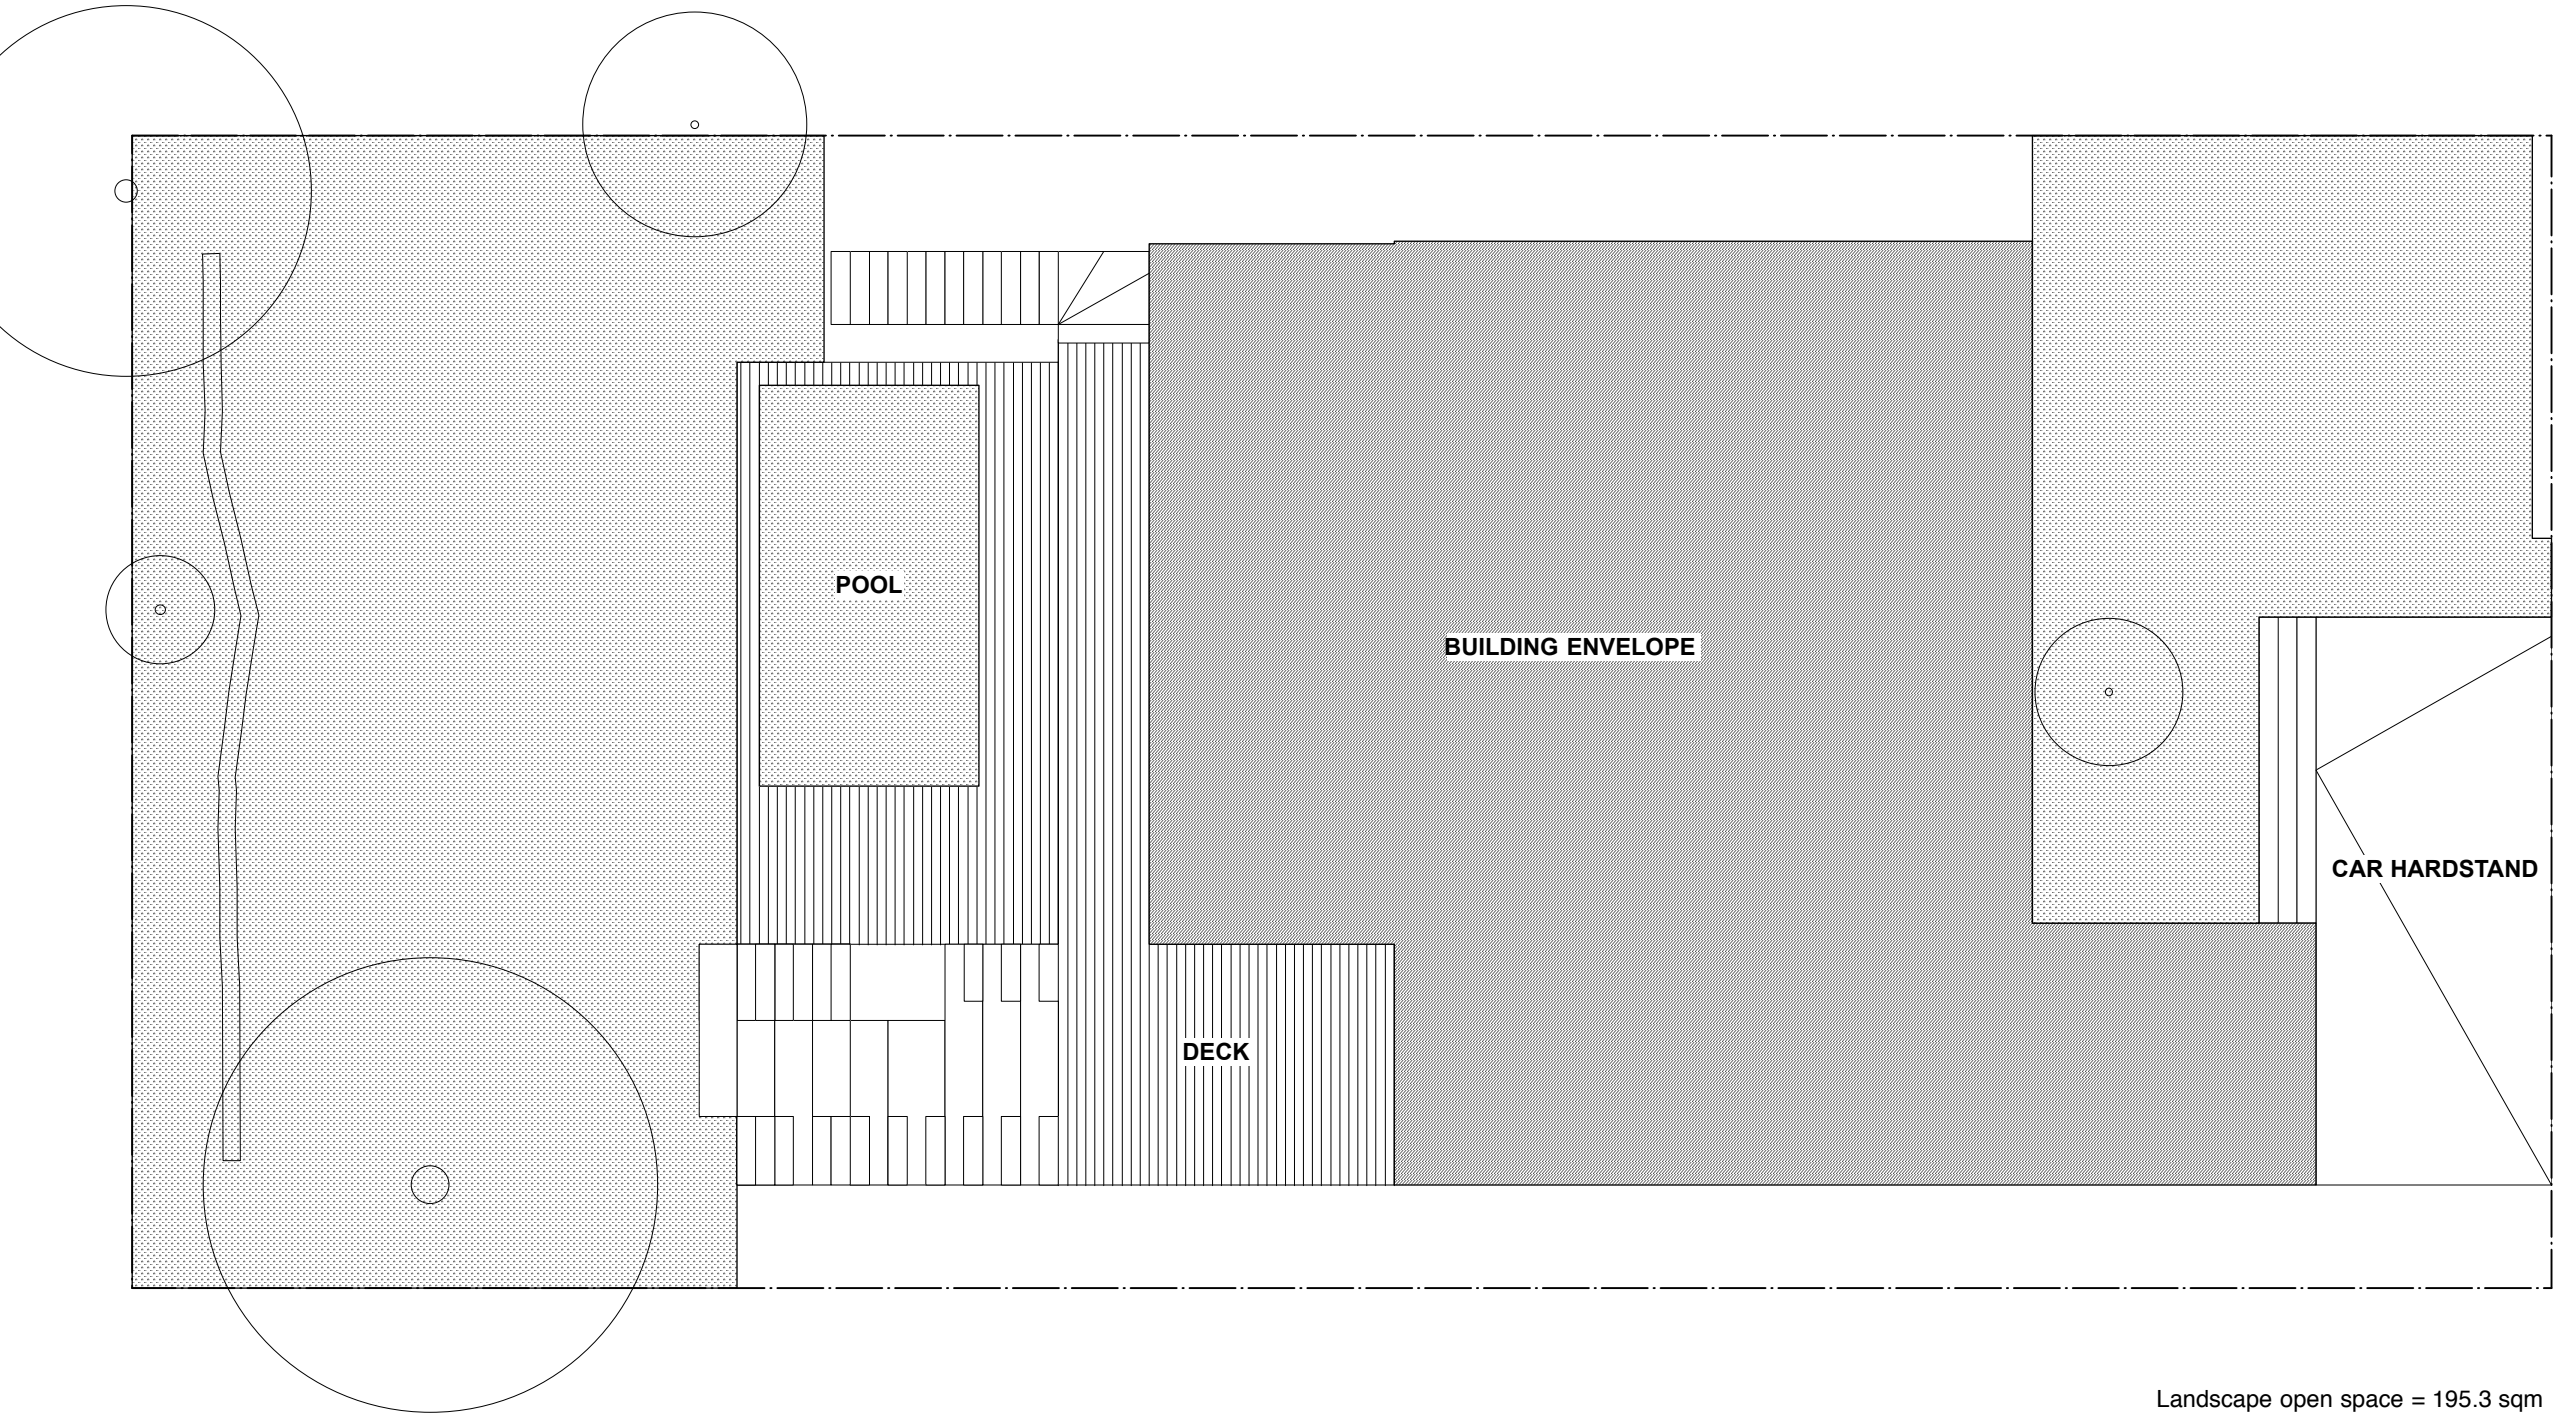 POOL
BUILDING ENVELOPE
CAR HARDSTAND
DECK
Landscape open space = 195.3 sqm